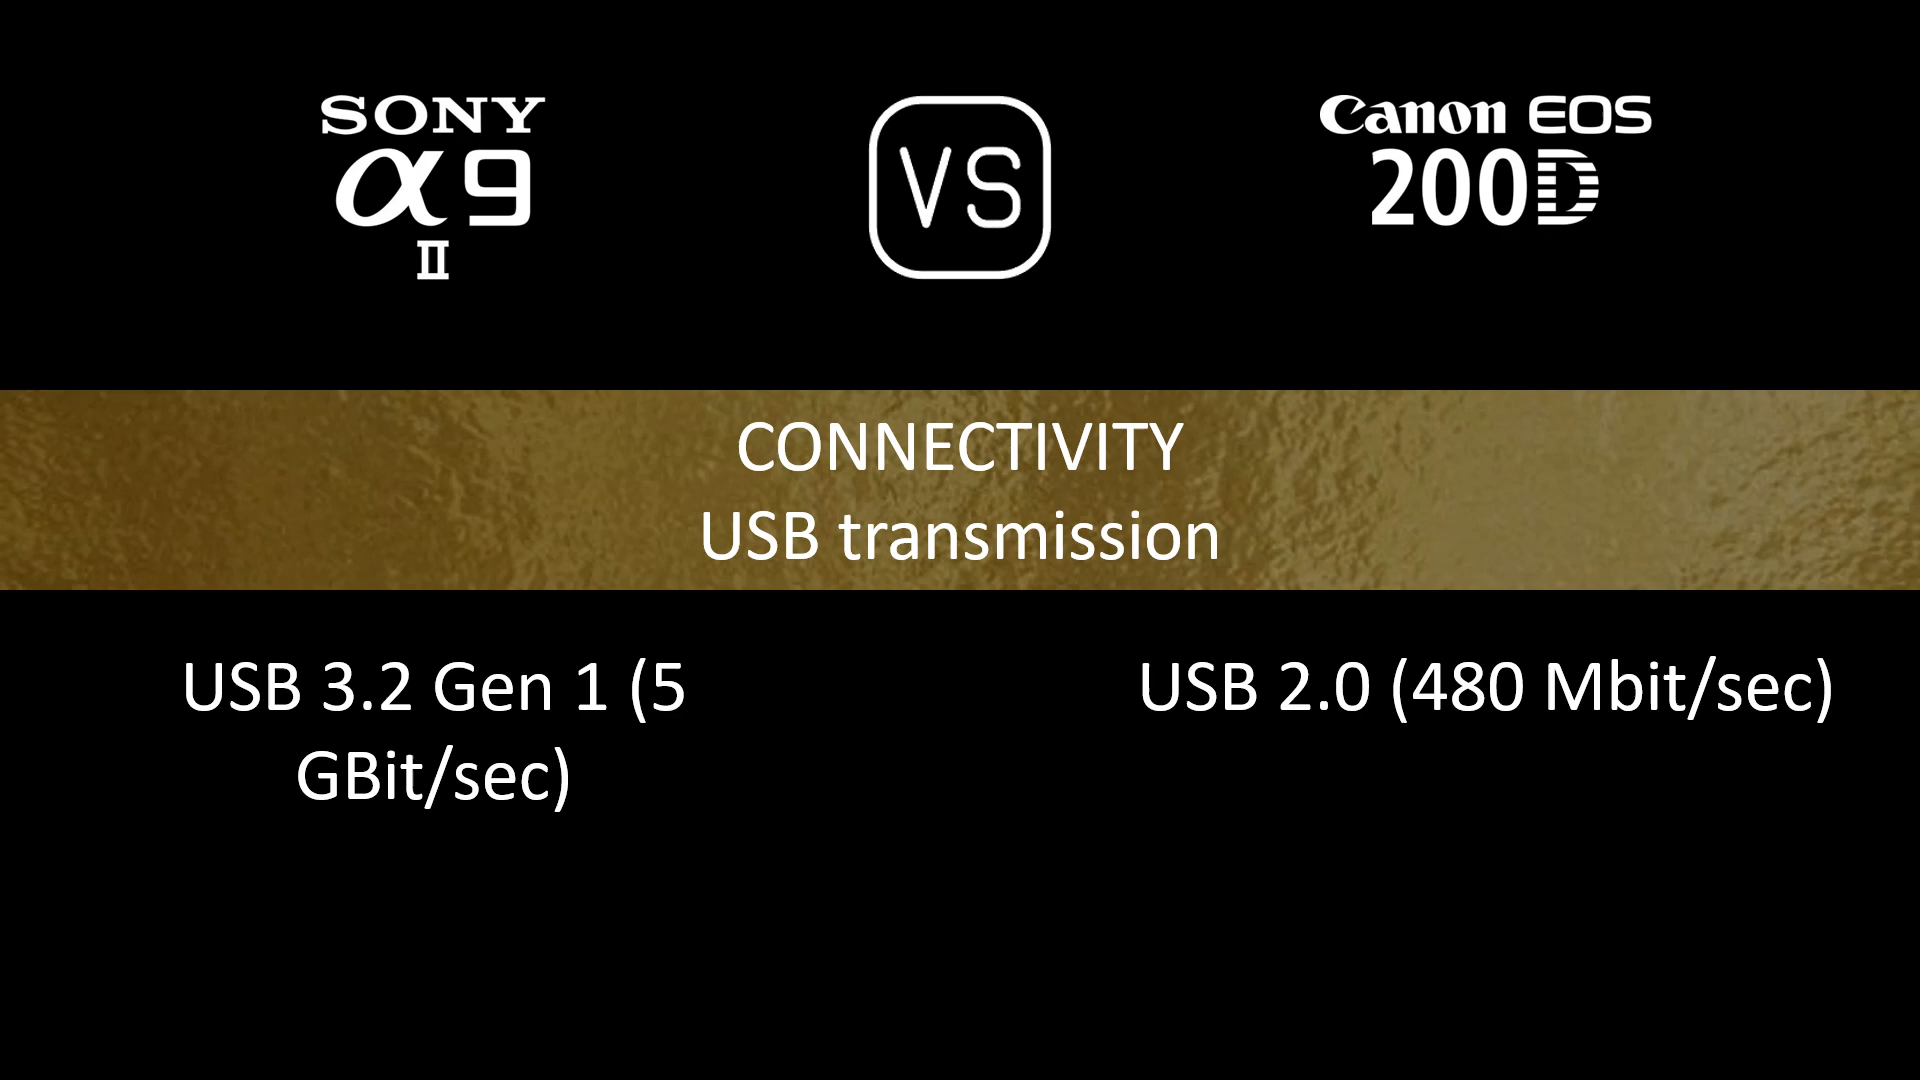 SONY
α9
II
VS
Canon EOS
200D
CONNECTIVITY
USB transmission
USB 3.2 Gen 1 (5
GBit/sec)
USB 2.0 (480 Mbit/sec)